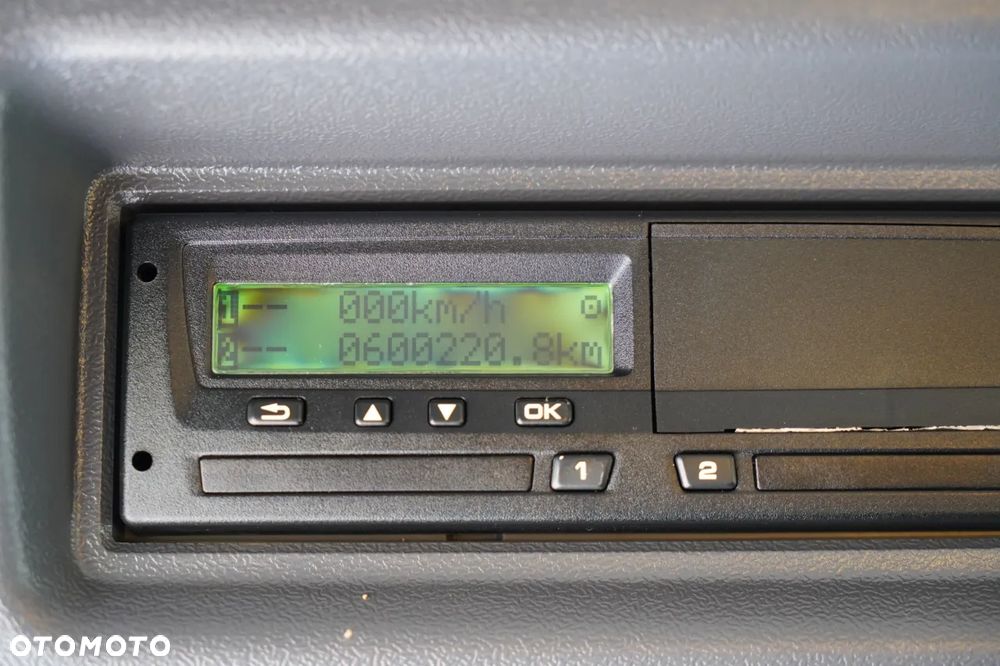 1-- 000km/h
2-- 0600220.8km
OK
1 2
OTOMOTO